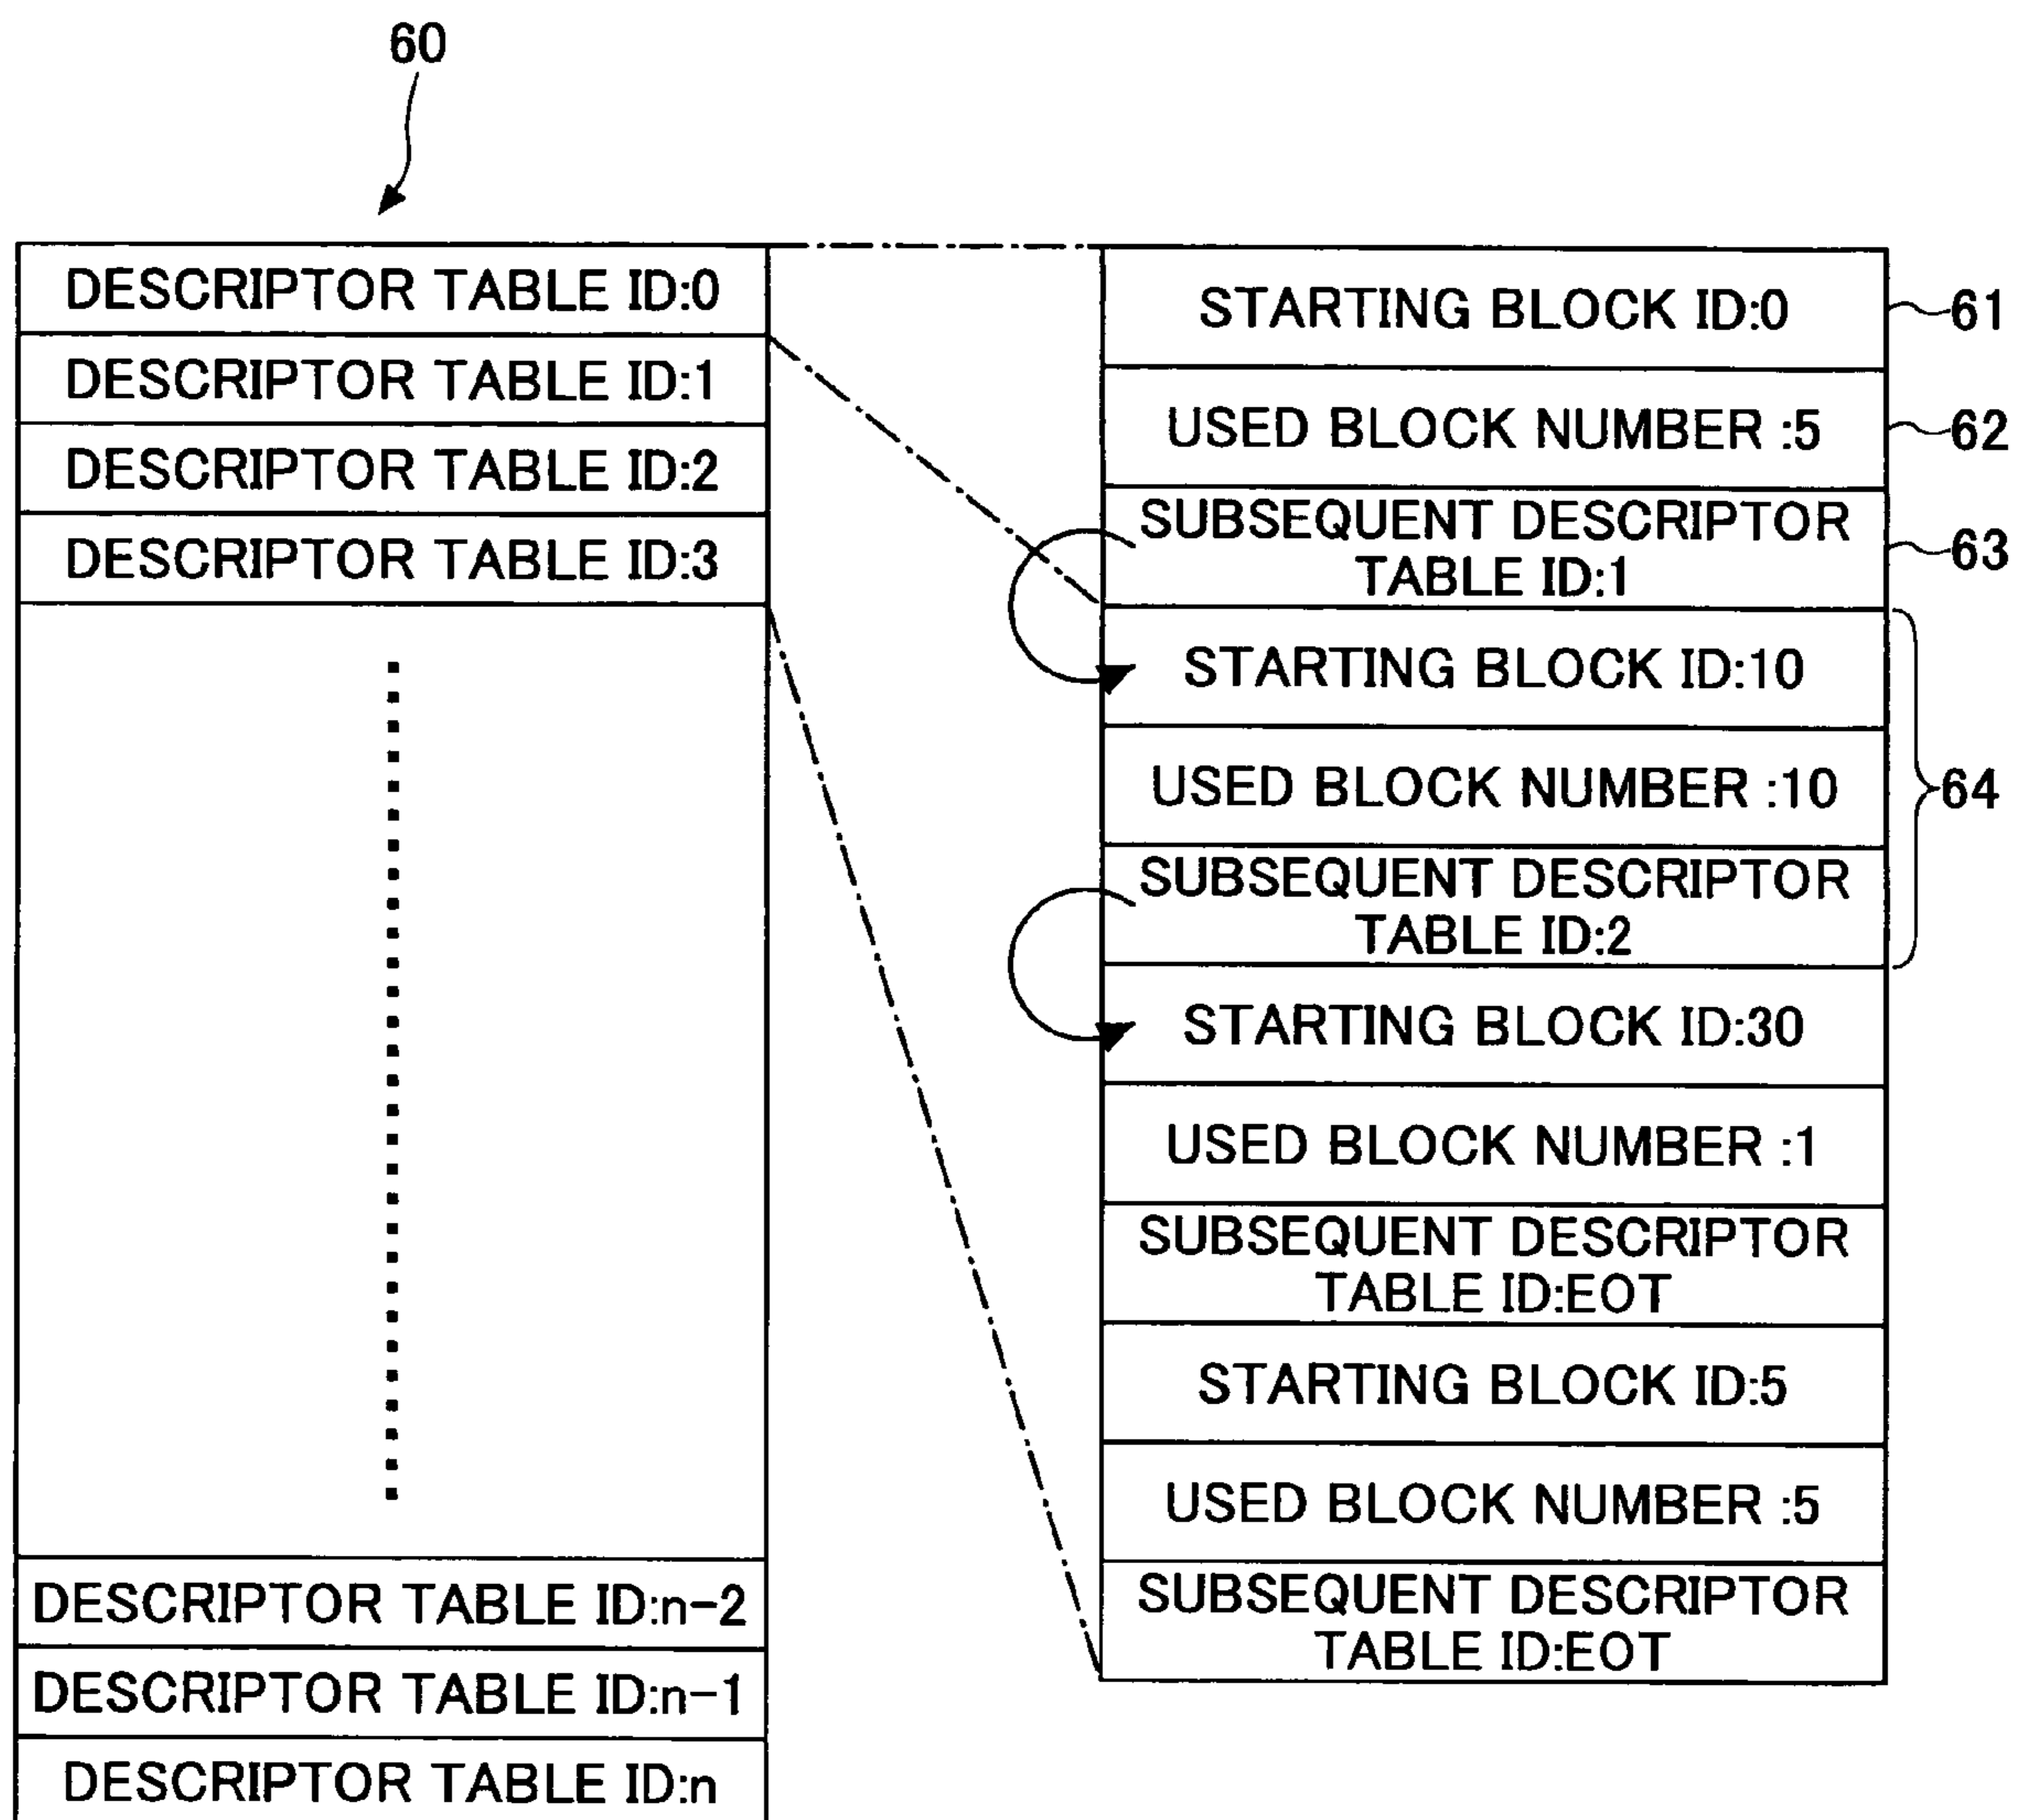 60
DESCRIPTOR TABLE ID:0
DESCRIPTOR TABLE ID:1
DESCRIPTOR TABLE ID:2
DESCRIPTOR TABLE ID:3
DESCRIPTOR TABLE ID:n-2
DESCRIPTOR TABLE ID:n-1
DESCRIPTOR TABLE ID:n
STARTING BLOCK ID:0
61
USED BLOCK NUMBER :5
62
SUBSEQUENT DESCRIPTOR
TABLE ID:1
63
STARTING BLOCK ID:10
USED BLOCK NUMBER :10
64
SUBSEQUENT DESCRIPTOR
TABLE ID:2
STARTING BLOCK ID:30
USED BLOCK NUMBER :1
SUBSEQUENT DESCRIPTOR
TABLE ID:EOT
STARTING BLOCK ID:5
USED BLOCK NUMBER :5
SUBSEQUENT DESCRIPTOR
TABLE ID:EOT